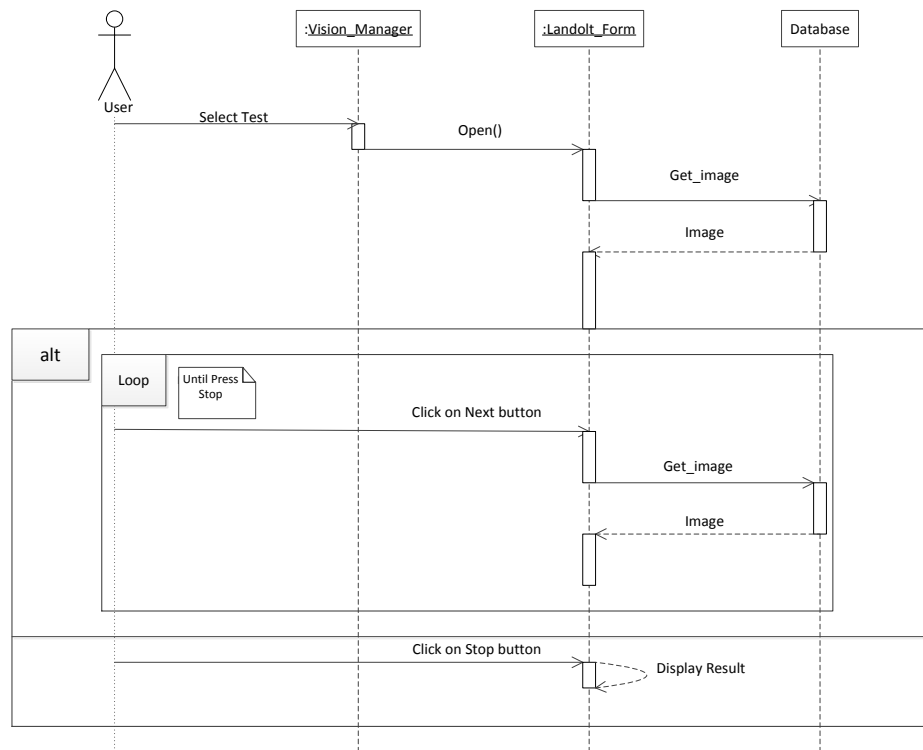 :Vision_Manager
:Landolt_Form
Database
User
Select Test
Open()
Get_image
Image
alt
Loop
Until Press
Stop
Click on Next button
Get_image
Image
Click on Stop button
Display Result